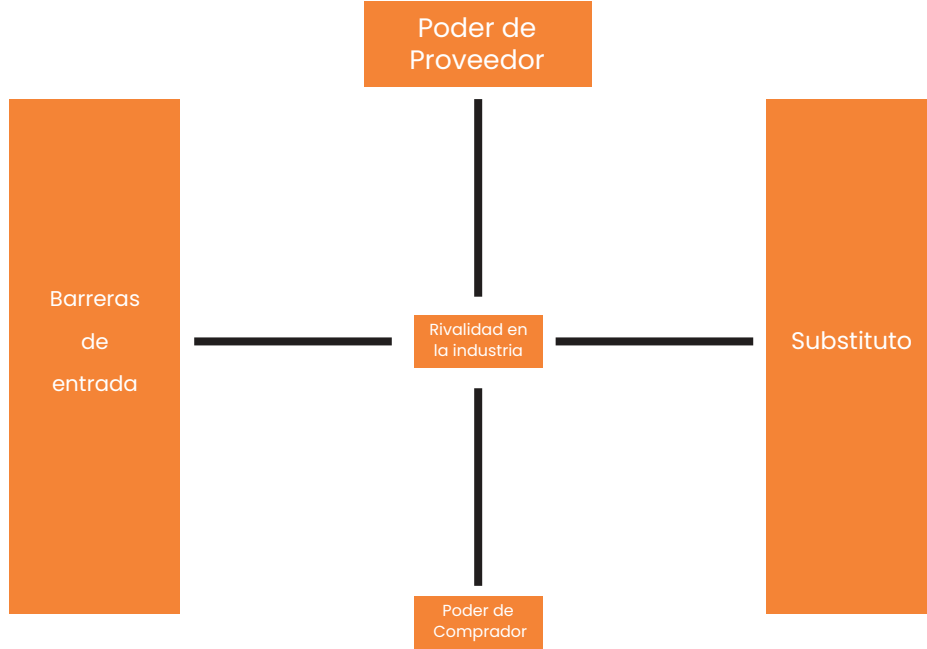 Poder de
Proveedor
Barreras
de
entrada
Rivalidad en
la industria
Substituto
Poder de
Comprador